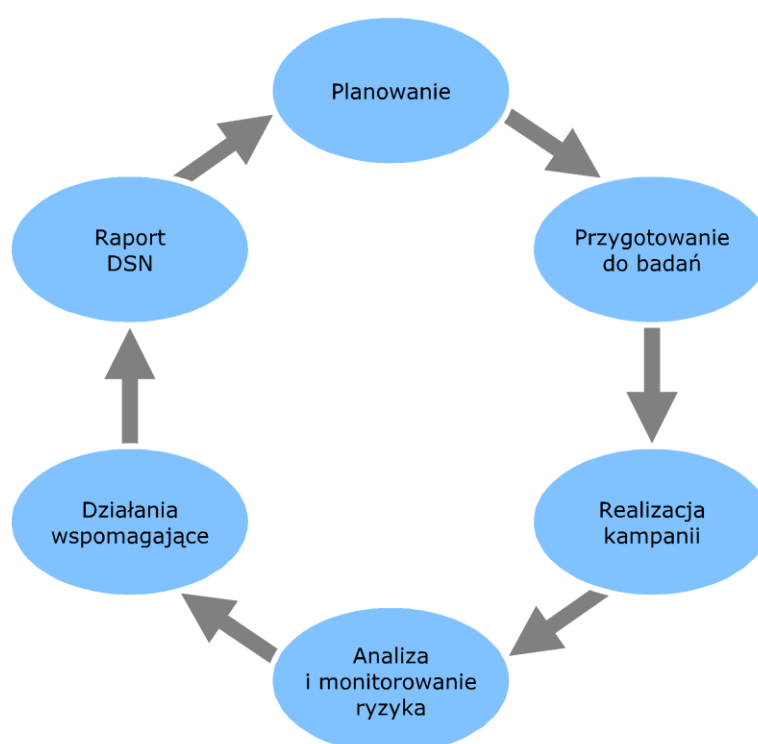 Planowanie
Przygotowanie
do badań
Realizacja
kampanii
Analiza
i monitorowanie
ryzyka
Działania
wspomagające
Raport
DSN